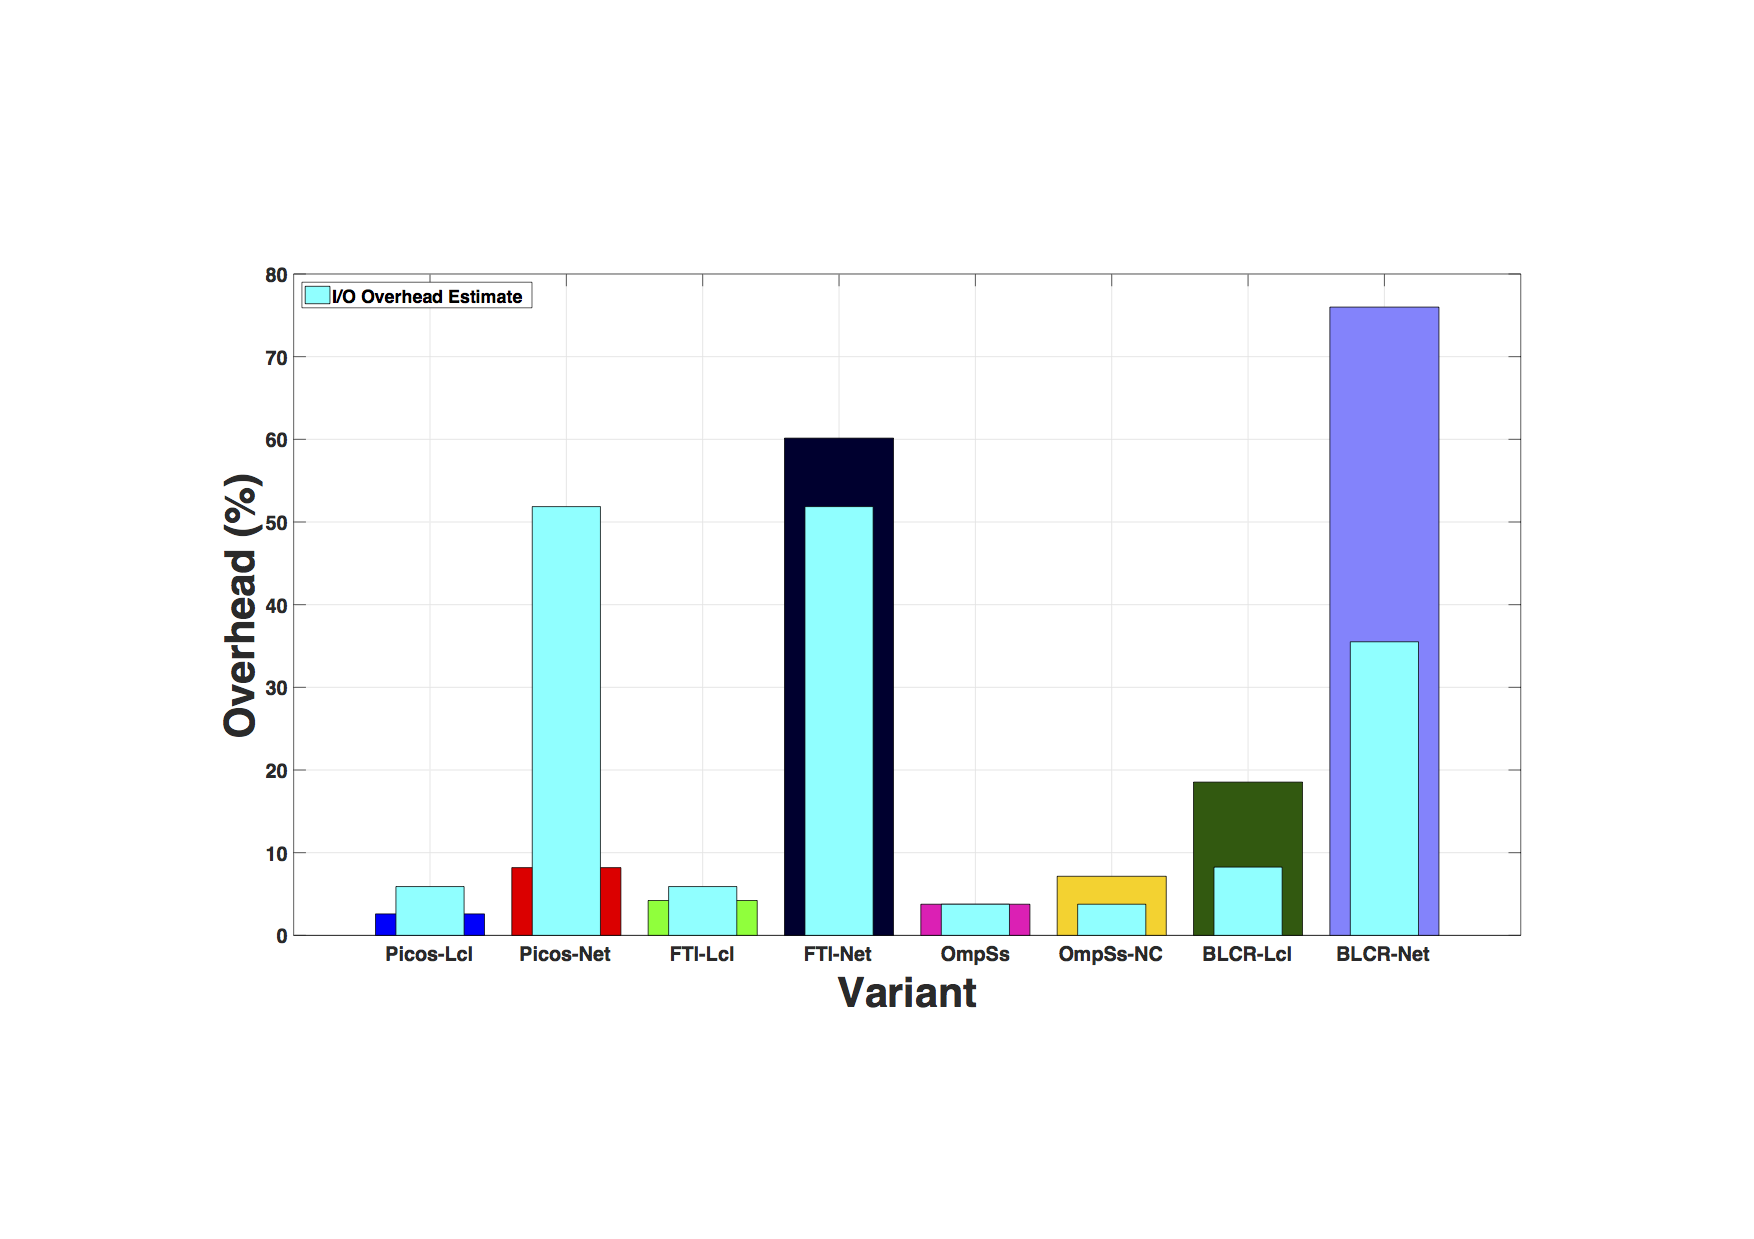 80
I/O Overhead Estimate
70
60
50
40
30
20
10
0
Overhead (%)
Picos-Lcl Picos-Net FTI-Lcl FTI-Net OmpSs OmpSs-NC BLCR-Lcl BLCR-Net
Variant